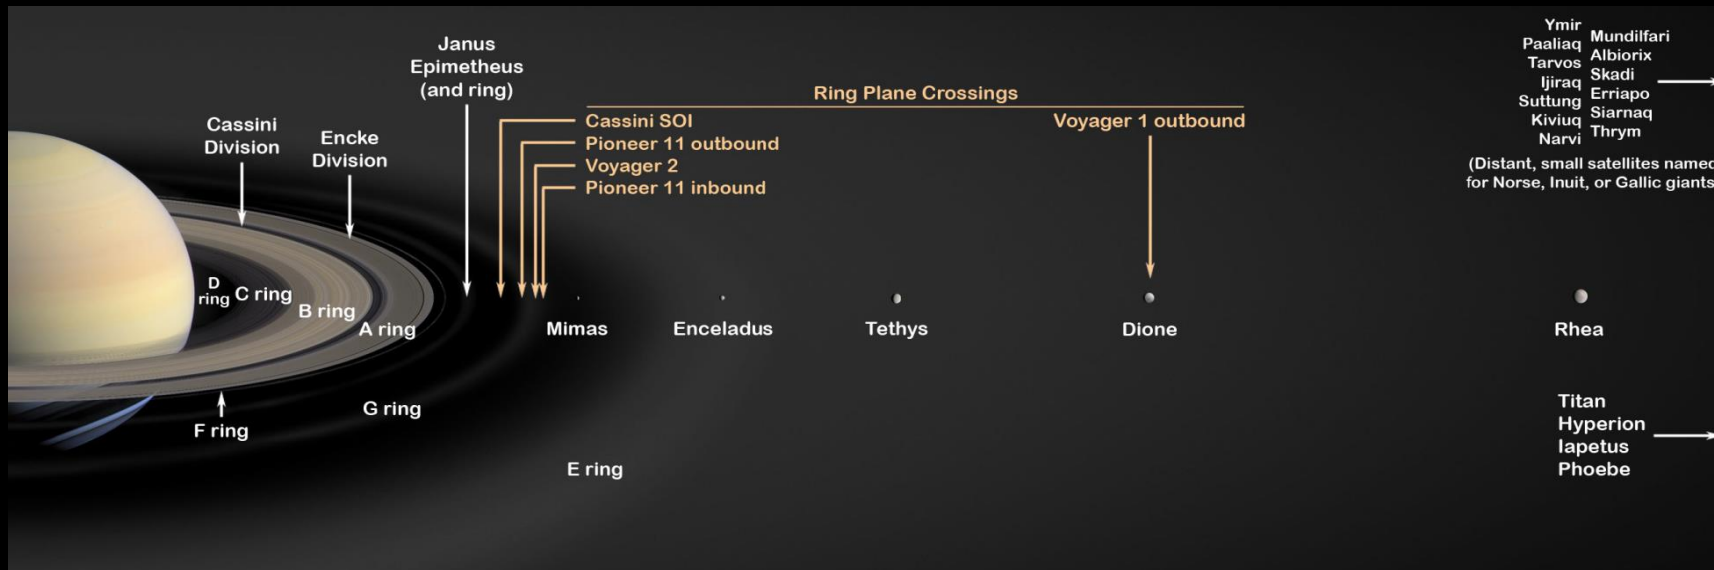 Janus
Epimetheus
(and ring)
Cassini
Division
Encke
Division
Ring Plane Crossings
Cassini SOI
Pioneer 11 outbound
Voyager 2
Pioneer 11 inbound
Voyager 1 outbound
Ymir
Paaliaq
Tarvos
Ijiraq
Suttung
Kiviuq
Narvi
Mundilfari
Albiorix
Skadi
Erriapo
Siarnaq
Thrym
(Distant, small satellites named
for Norse, Inuit, or Gallic giants
D
ring
C ring
B ring
A ring
Mimas
Enceladus
Tethys
Dione
Rhea
F ring
G ring
E ring
Titan
Hyperion
Iapetus
Phoebe